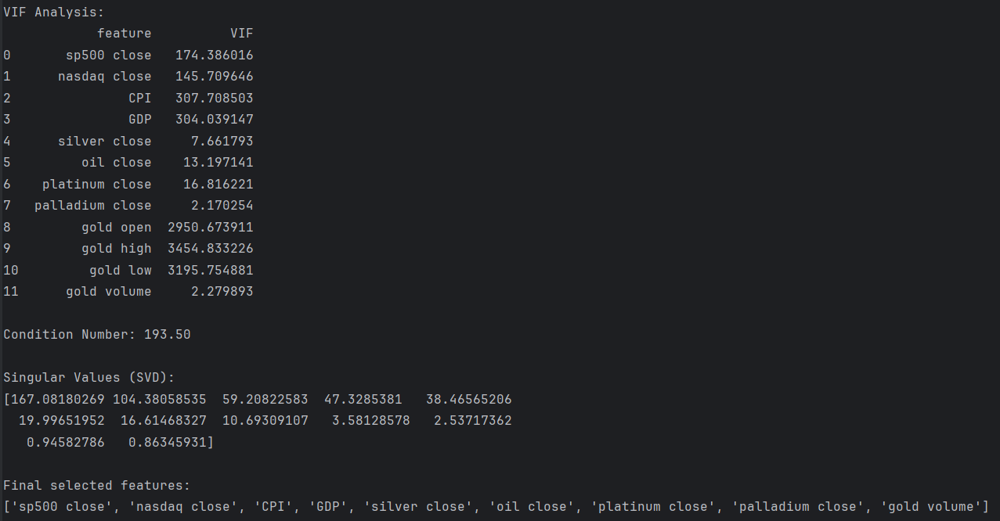 VIF Analysis:
feature VIF
0 sp500 close 174.386016
1 nasdaq close 145.709646
2 CPI 307.708503
3 GDP 304.039147
4 silver close 7.661793
5 oil close 13.197141
6 platinum close 16.816221
7 palladium close 2.170254
8 gold open 2950.673911
9 gold high 3454.833226
10 gold low 3195.754881
11 gold volume 2.279893
Condition Number: 193.50
Singular Values (SVD):
[167.08180269 104.38058535 59.20822583 47.3285381 38.46565206
19.99651952 16.61468327 10.69309107 3.58128578 2.53717362
0.94582786 0.86345931]
Final selected features:
['sp500 close', 'nasdaq close', 'CPI', 'GDP', 'silver close', 'oil close', 'platinum close', 'palladium close', 'gold volume']